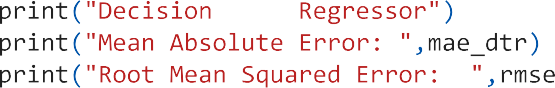 print("Decision      Regressor")
print("Mean Absolute Error: ",mae_dtr)
print("Root Mean Squared Error:  ",rmse